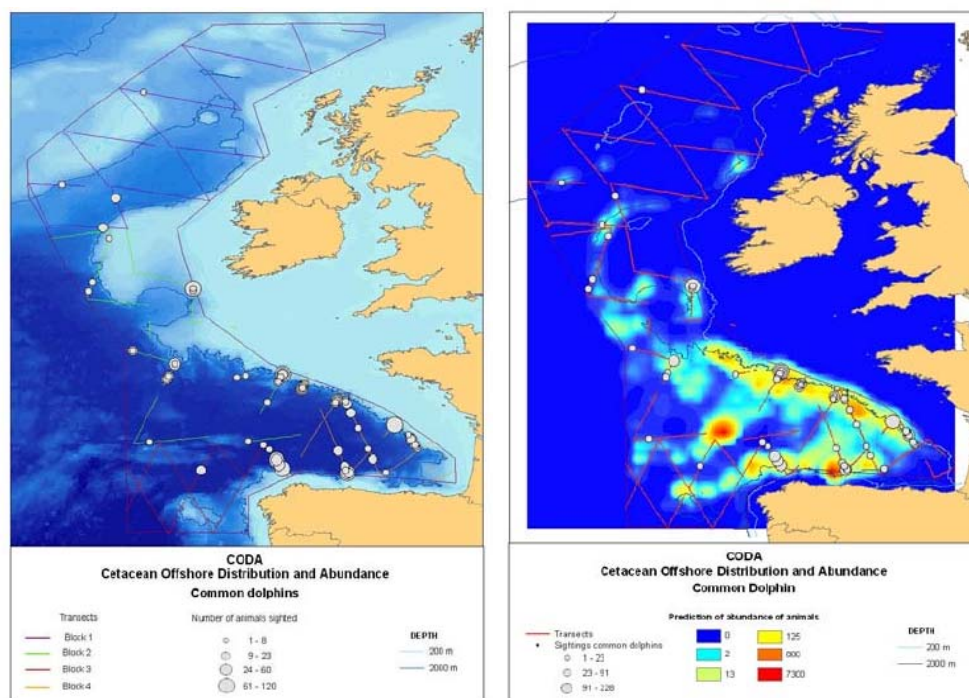 CODA
Cetacean Offshore Distribution and Abundance
Common dolphins
Transects
Block 1
Block 2
Block 3
Block 4
Number of animals sighted
1 - 8
9 - 23
24 - 60
61 - 120
DEPTH
200 m
2000 m
CODA
Cetacean Offshore Distribution and Abundance
Common Dolphin
Transects
Sightings common dolphins
1 - 23
23 - 91
91 - 228
Prediction of abundance of animals
0
2
13
125
800
7300
DEPTH
200 m
2000 m